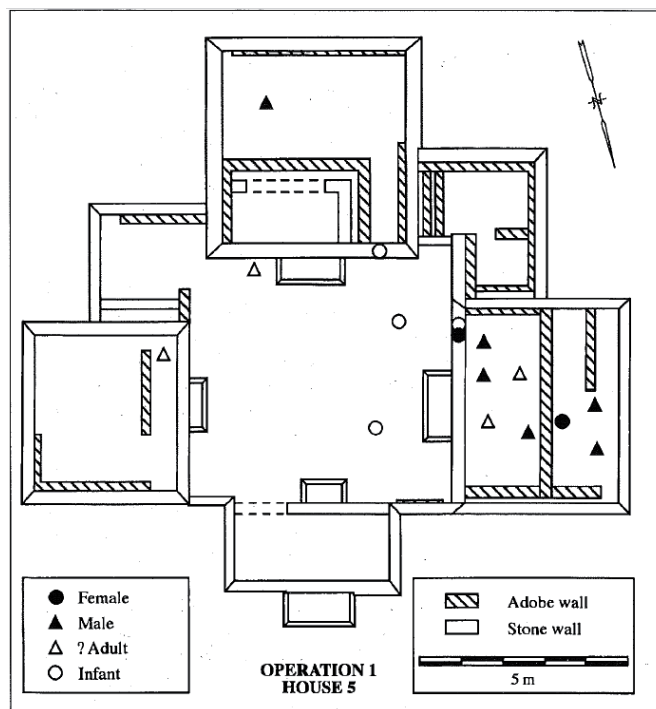 N
Female
Male
? Adult
Infant
OPERATION 1
HOUSE 5
Adobe wall
Stone wall
5 m